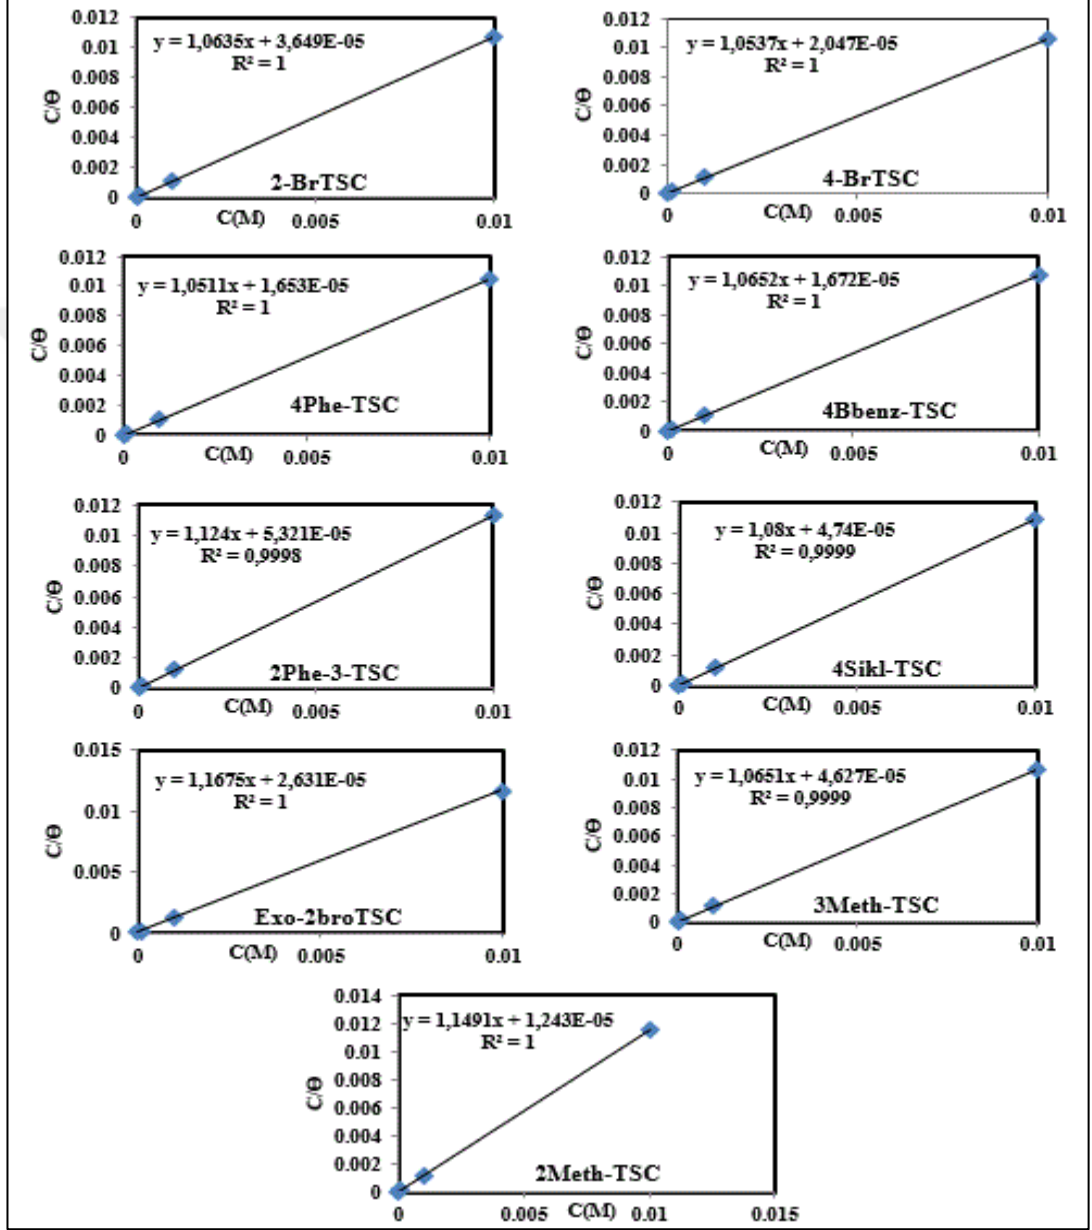 0.012
0.01
0.008
0.006
0.004
0.002
0
C/Θ
y = 1,0635x + 3,649E-05
R² = 1
2-BrTSC
0
C(M)
0.005
0.01
0.012
0.01
0.008
0.006
0.004
0.002
0
C/Θ
y = 1,0537x + 2,047E-05
R² = 1
4-BrTSC
0
C(M)
0.005
0.01
0.012
0.01
0.008
0.006
0.004
0.002
0
C/Θ
y = 1,0511x + 1,653E-05
R² = 1
4Phe-TSC
0
C(M)
0.005
0.01
0.012
0.01
0.008
0.006
0.004
0.002
0
C/Θ
y = 1,0652x + 1,672E-05
R² = 1
4Bbenz-TSC
0
C(M)
0.005
0.01
0.012
0.01
0.008
0.006
0.004
0.002
0
C/Θ
y = 1,124x + 5,321E-05
R² = 0,9998
2Phe-3-TSC
0
C(M)
0.005
0.01
0.012
0.01
0.008
0.006
0.004
0.002
0
C/Θ
y = 1,08x + 4,74E-05
R² = 0,9999
4Sikl-TSC
0
C(M)
0.005
0.01
0.015
0.01
0.005
0
C/Θ
y = 1,1675x + 2,631E-05
R² = 1
Exo-2broTSC
0
C(M)
0.005
0.01
0.012
0.01
0.008
0.006
0.004
0.002
0
C/Θ
y = 1,0651x + 4,627E-05
R² = 0,9999
3Meth-TSC
0
C(M)
0.005
0.01
0.014
0.012
0.01
0.008
0.006
0.004
0.002
0
C/Θ
y = 1,1491x + 1,243E-05
R² = 1
2Meth-TSC
0
0.005
C(M)
0.01
0.015